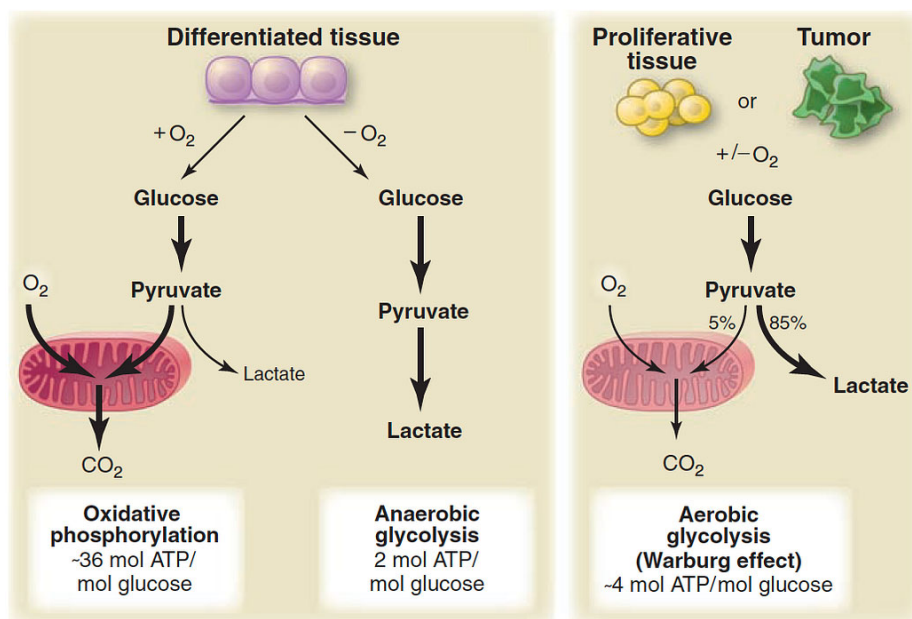 Differentiated tissue
+ O2
− O2
Glucose
Glucose
O2
Pyruvate
Pyruvate
Lactate
Lactate
CO2
Oxidative
phosphorylation
~36 mol ATP/
mol glucose
Anaerobic
glycolysis
2 mol ATP/
mol glucose
Proliferative
tissue
or
Tumor
+/−O2
Glucose
O2
Pyruvate
5%
85%
Lactate
CO2
Aerobic
glycolysis
(Warburg effect)
~4 mol ATP/mol glucose